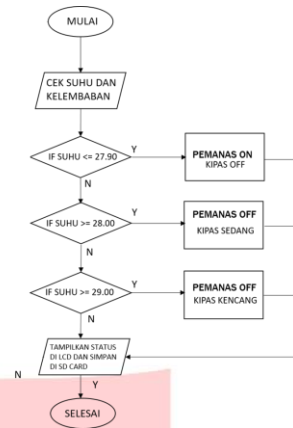 MULAI
CEK SUHU DAN
KELEMBABAN
IF SUHU <= 27.90
Y
PEMANAS ON
KIPAS OFF
N
IF SUHU >= 28.00
Y
PEMANAS OFF
KIPAS SEDANG
N
IF SUHU >= 29.00
Y
PEMANAS OFF
KIPAS KENCANG
N
TAMPILKAN STATUS
DI LCD DAN SIMPAN
DI SD CARD
N
Y
SELESAI